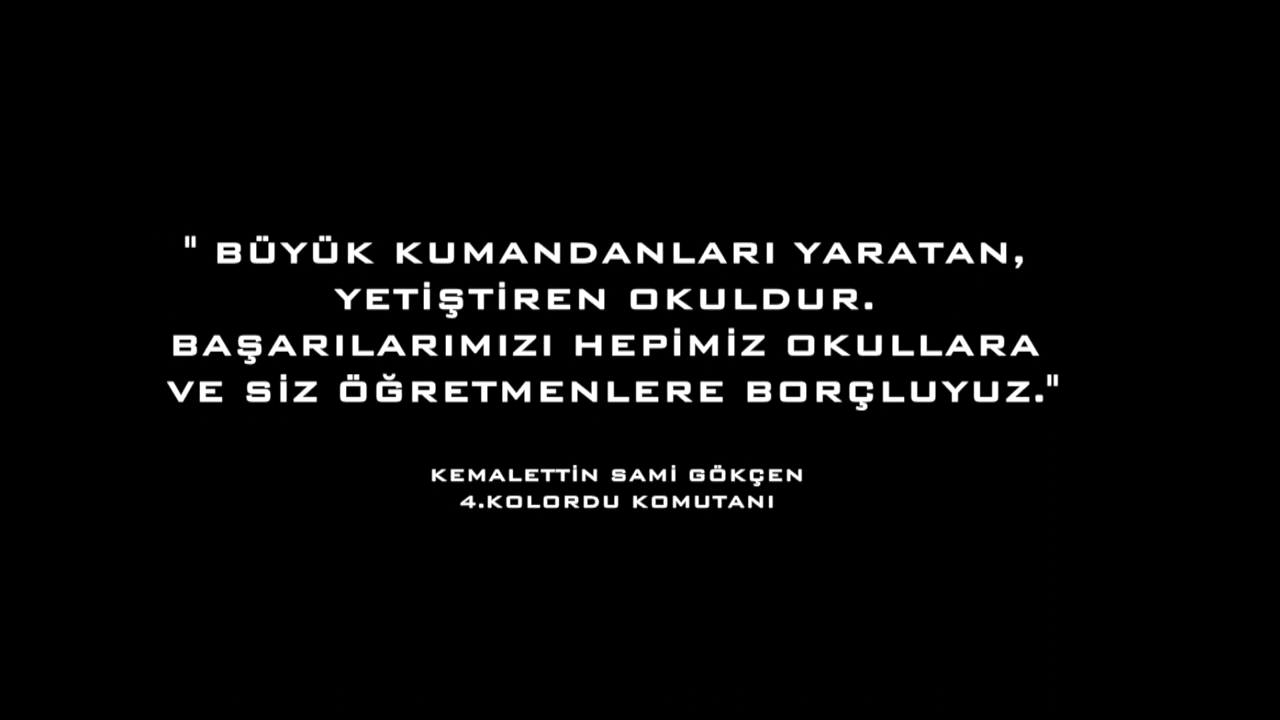 " BÜYÜK KUMANDANLARI YARATAN,
YETİŞTİREN OKULDUR.
BAŞARILARIMIZI HEPİMİZ OKULLARA
VE SİZ ÖĞRETMENLERE BORÇLUYUZ."
KEMALETTİN SAMİ GÖKÇEN
4.KOLORDU KOMUTANI